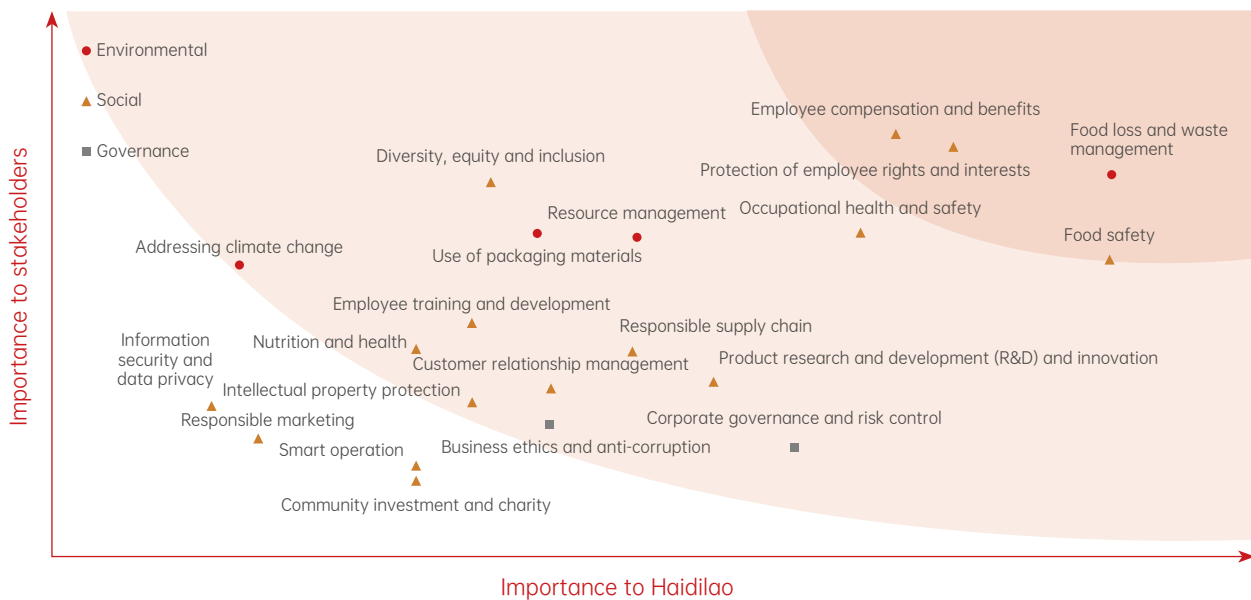 Environmental
Social
Governance
Employee compensation and benefits
Food loss and waste
management
Diversity, equity and inclusion
Protection of employee rights and interests
Resource management
Occupational health and safety
Food safety
Addressing climate change
Use of packaging materials
Employee training and development
Responsible supply chain
Information
security and
data privacy
Nutrition and health
Customer relationship management
Product research and development (R&D) and innovation
Intellectual property protection
Responsible marketing
Corporate governance and risk control
Smart operation
Business ethics and anti-corruption
Community investment and charity
Importance to stakeholders
Importance to Haidilao